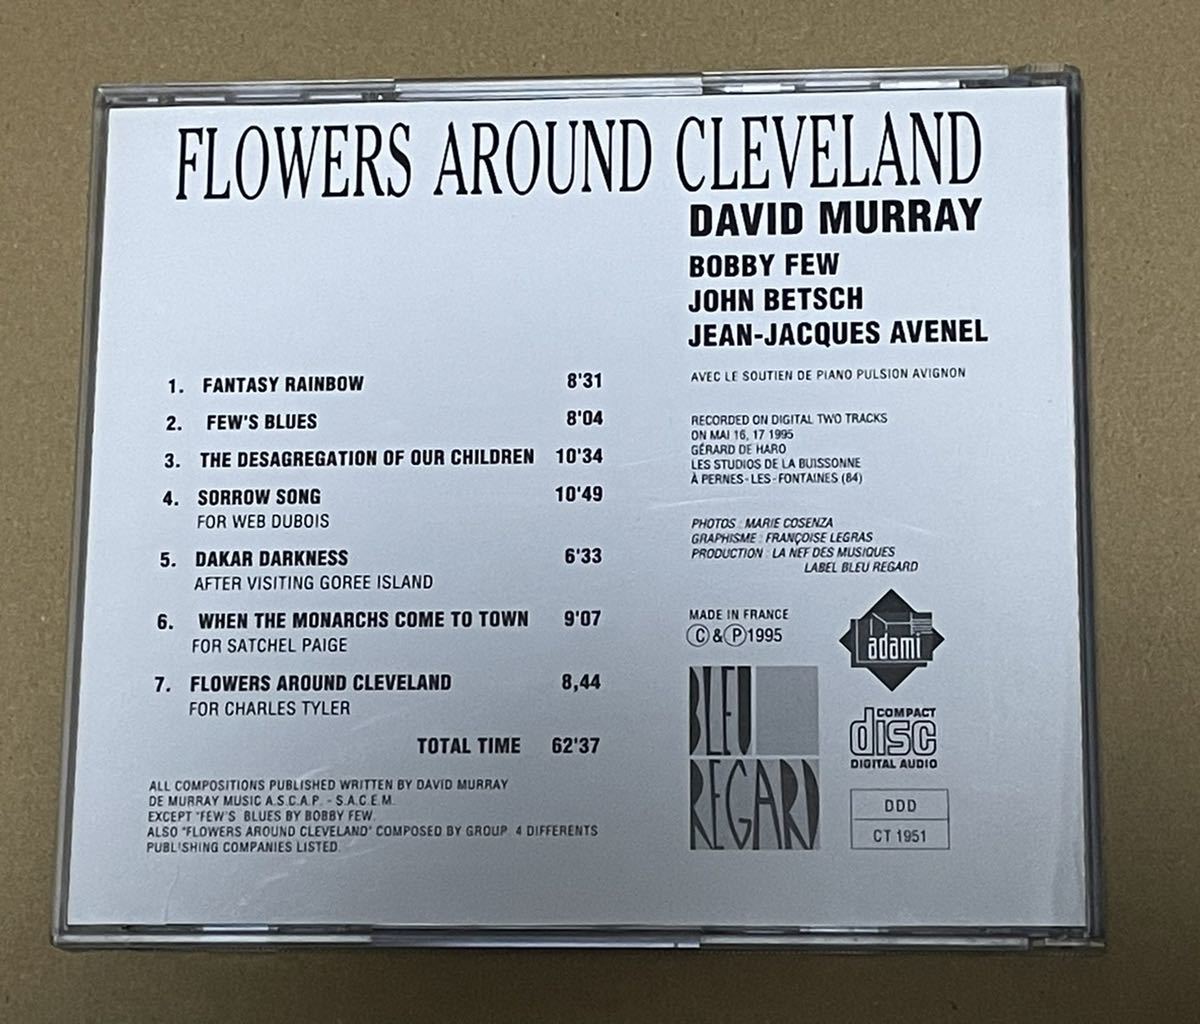 FLOWERS AROUND CLEVELAND
DAVID MURRAY
BOBBY FEW
JOHN BETSCH
JEAN-JACQUES AVENEL
1. FANTASY RAINBOW 8'31
2. FEW'S BLUES 8'04
3. THE DESAGREGATION OF OUR CHILDREN 10'34
4. SORROW SONG 10'49
FOR WEB DUBOIS
5. DAKAR DARKNESS 6'33
AFTER VISITING GOREE ISLAND
6. WHEN THE MONARCHS COME TO TOWN 9'07
FOR SATCHEL PAIGE
7. FLOWERS AROUND CLEVELAND 8,44
FOR CHARLES TYLER
TOTAL TIME 62'37
ALL COMPOSITIONS PUBLISHED WRITTEN BY DAVID MURRAY
DE MURRAY MUSIC A.S.C.A.P. - S.A.C.E.M.
EXCEPT "FEW'S BLUES BY BOBBY FEW.
ALSO "FLOWERS AROUND CLEVELAND" COMPOSED BY GROUP. 4 DIFFERENTS
PUBLISHING COMPANIES LISTED.
AVEC LE SOUTIEN DE PIANO PULSION AVIGNON
RECORDED ON DIGITAL TWO TRACKS
ON MAI 16, 17 1995
GÉRARD DE HARO
LES STUDIOS DE LA BUISSONNE
À PERNES-LES-FONTAINES (84)
PHOTOS : MARIE COSENZA
GRAPHISME : FRANÇOISE LEGRAS
PRODUCTION : LA NEF DES MUSIQUES
LABEL BLEU REGARD
MADE IN FRANCE
Ⓒ&Ⓟ1995
adami
BLEU
REGARD
COMPACT
disc
DIGITAL AUDIO
DDD
CT 1951